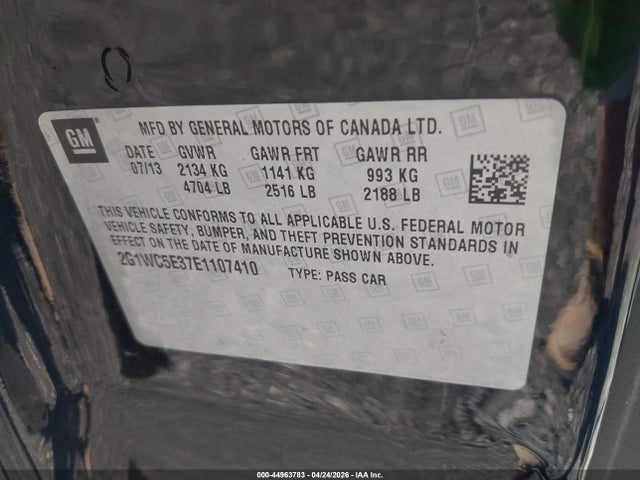 GM
MFD BY GENERAL MOTORS OF CANADA LTD.
DATE GVWR GAWR FRT GAWR RR
07/13 2134 KG 1141 KG 993 KG
4704 LB 2516 LB 2188 LB
THIS VEHICLE CONFORMS TO ALL APPLICABLE U.S. FEDERAL MOTOR
VEHICLE SAFETY, BUMPER, AND THEFT PREVENTION STANDARDS IN
EFFECT ON THE DATE OF MANUFACTURE SHOWN ABOVE.
2G1WC5E37E1107410 TYPE: PASS CAR
000-44963783 - 04/24/2026 - IAA Inc.